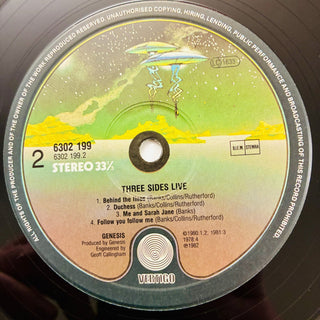 ALL RIGHTS OF THE PRODUCER AND OF THE OWNER OF THE WORK REPRODUCED RESERVED. UNAUTHORISED COPYING, HIRING, LENDING, PUBLIC PERFORMANCE AND BROADCASTING OF THIS RECORD PROHIBITED.
LC 1633
2
6302 199
6302 199.2
STEREO 33⅓
BIEM
STEMRA
THREE SIDES LIVE
1. Behind the lines (Banks/Collins/Rutherford)
2. Duchess (Banks/Collins/Rutherford)
3. Me and Sarah Jane (Banks)
4. Follow you follow me (Banks/Collins/Rutherford)
GENESIS
Produced by Genesis
Engineered by
Geoff Callingham
℗1980:1,2; 1981:3
1978:4
℗1982
VERTIGO